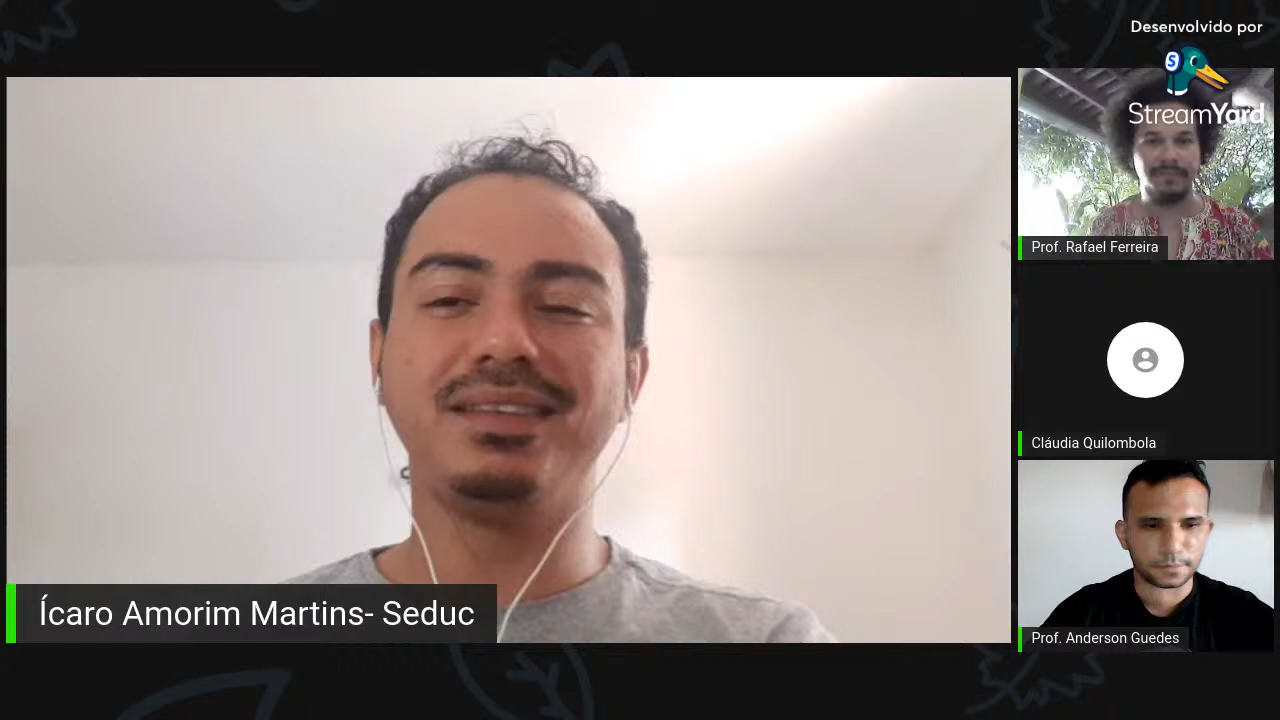 Desenvolvido por
StreamYard
Prof. Rafael Ferreira
Cláudia Quilombola
Ícaro Amorim Martins- Seduc
Prof. Anderson Guedes